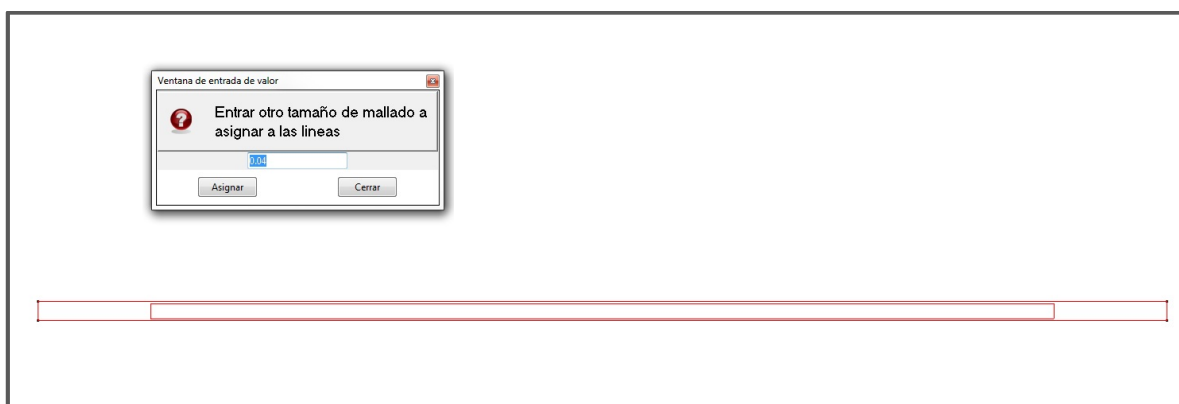 Ventana de entrada de valor
Entrar otro tamaño de mallado a
asignar a las lineas
0.04
Asignar Cerrar